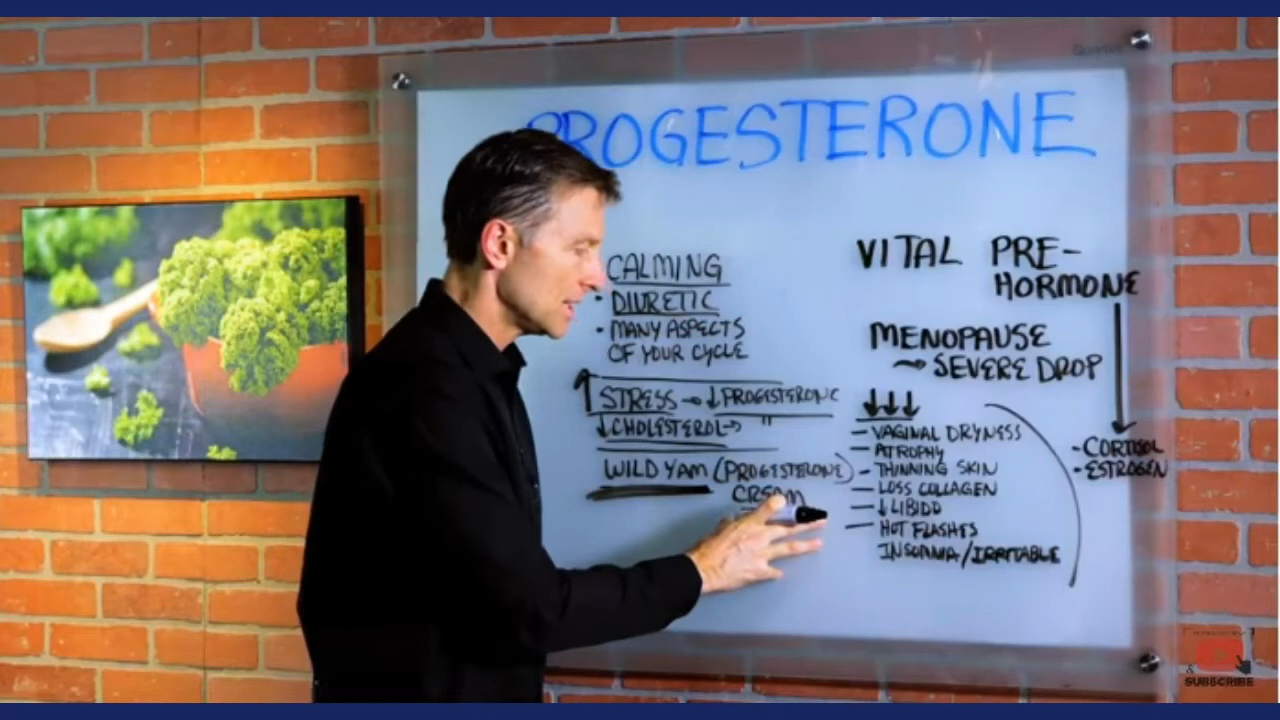 PROGESTERONE
CALMING
• DIURETIC
• MANY ASPECTS
OF YOUR CYCLE
↑ STRESS → ↓ PROGESTERONE
↓ CHOLESTEROL → "
WILD YAM (PROGESTERONE)
CREAM
VITAL PRE-
HORMONE
MENOPAUSE
→ SEVERE DROP
↓↓↓
- VAGINAL DRYNESS
- ATROPHY
- THINNING SKIN
- LOSS COLLAGEN
- ↓ LIBIDO
- HOT FLASHES
INSOMNIA/IRRITABLE
- CORTISOL
- ESTROGEN
&
SUBSCRIBE